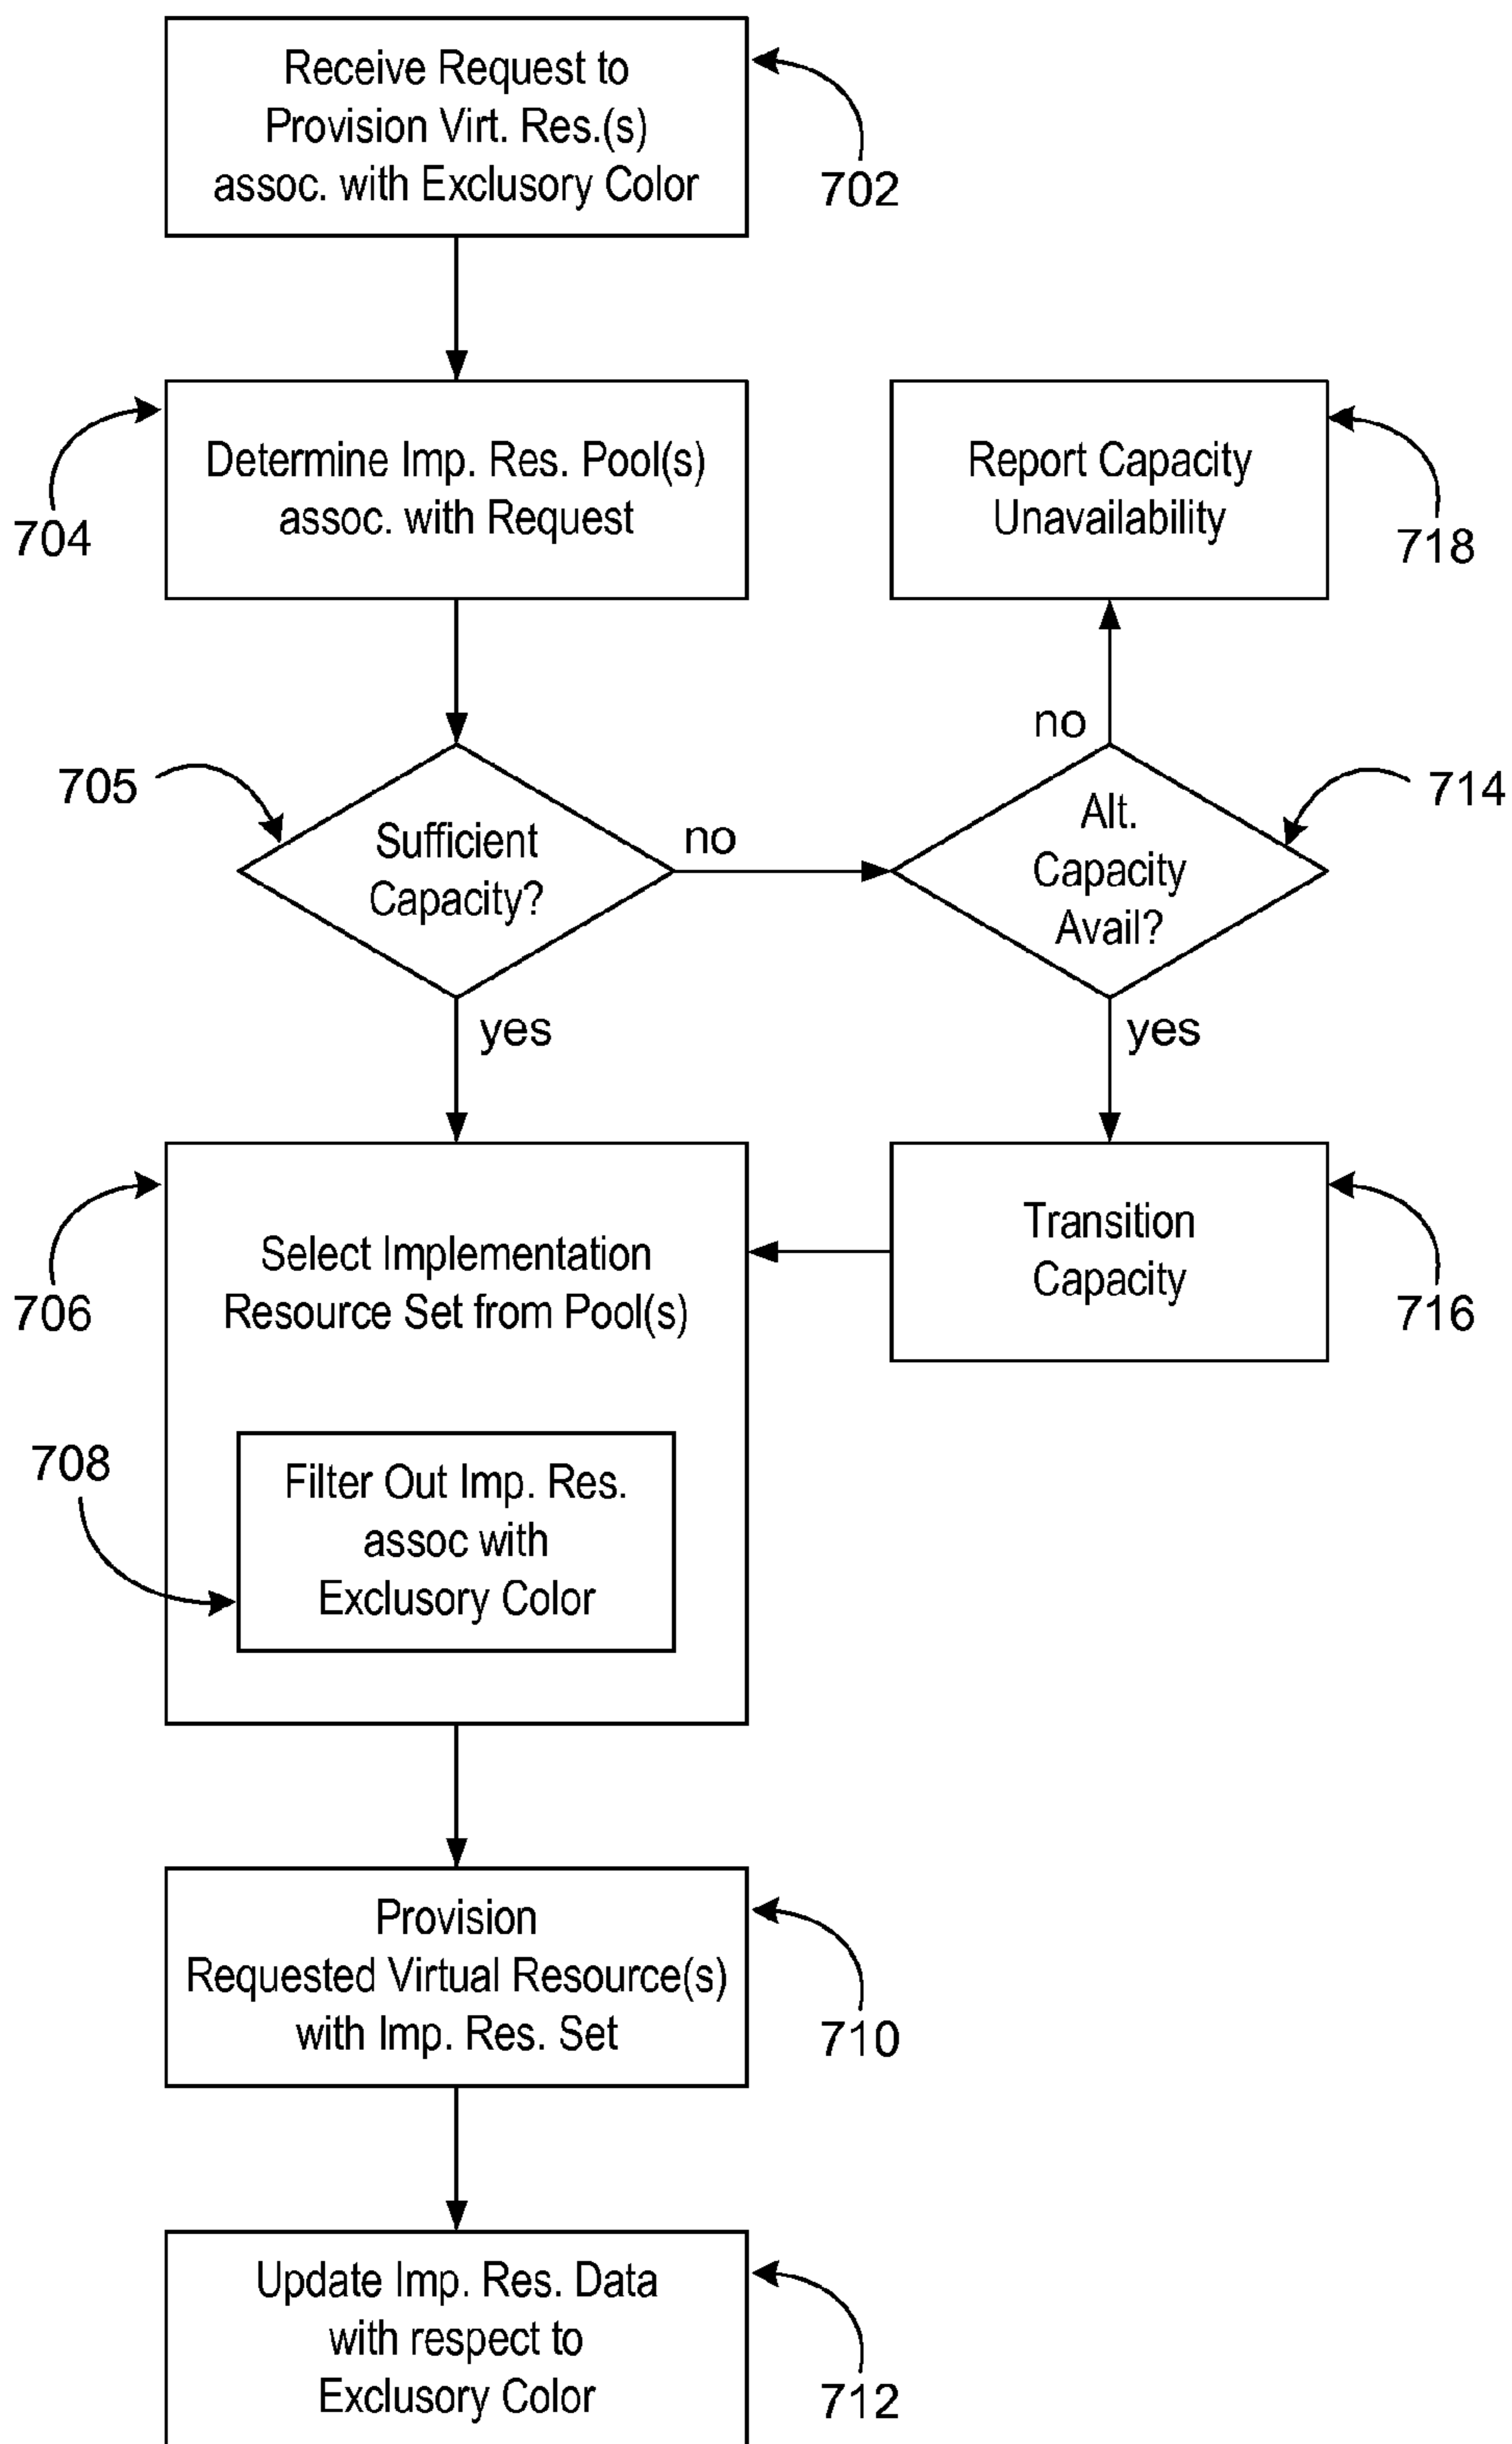 Receive Request to
Provision Virt. Res.(s)
assoc. with Exclusory Color
702
Determine Imp. Res. Pool(s)
assoc. with Request
704
Report Capacity
Unavailability
718
705
Sufficient
Capacity?
no
yes
Alt.
Capacity
Avail?
714
no
yes
Select Implementation
Resource Set from Pool(s)
706
Transition
Capacity
716
708
Filter Out Imp. Res.
assoc with
Exclusory Color
Provision
Requested Virtual Resource(s)
with Imp. Res. Set
710
Update Imp. Res. Data
with respect to
Exclusory Color
712